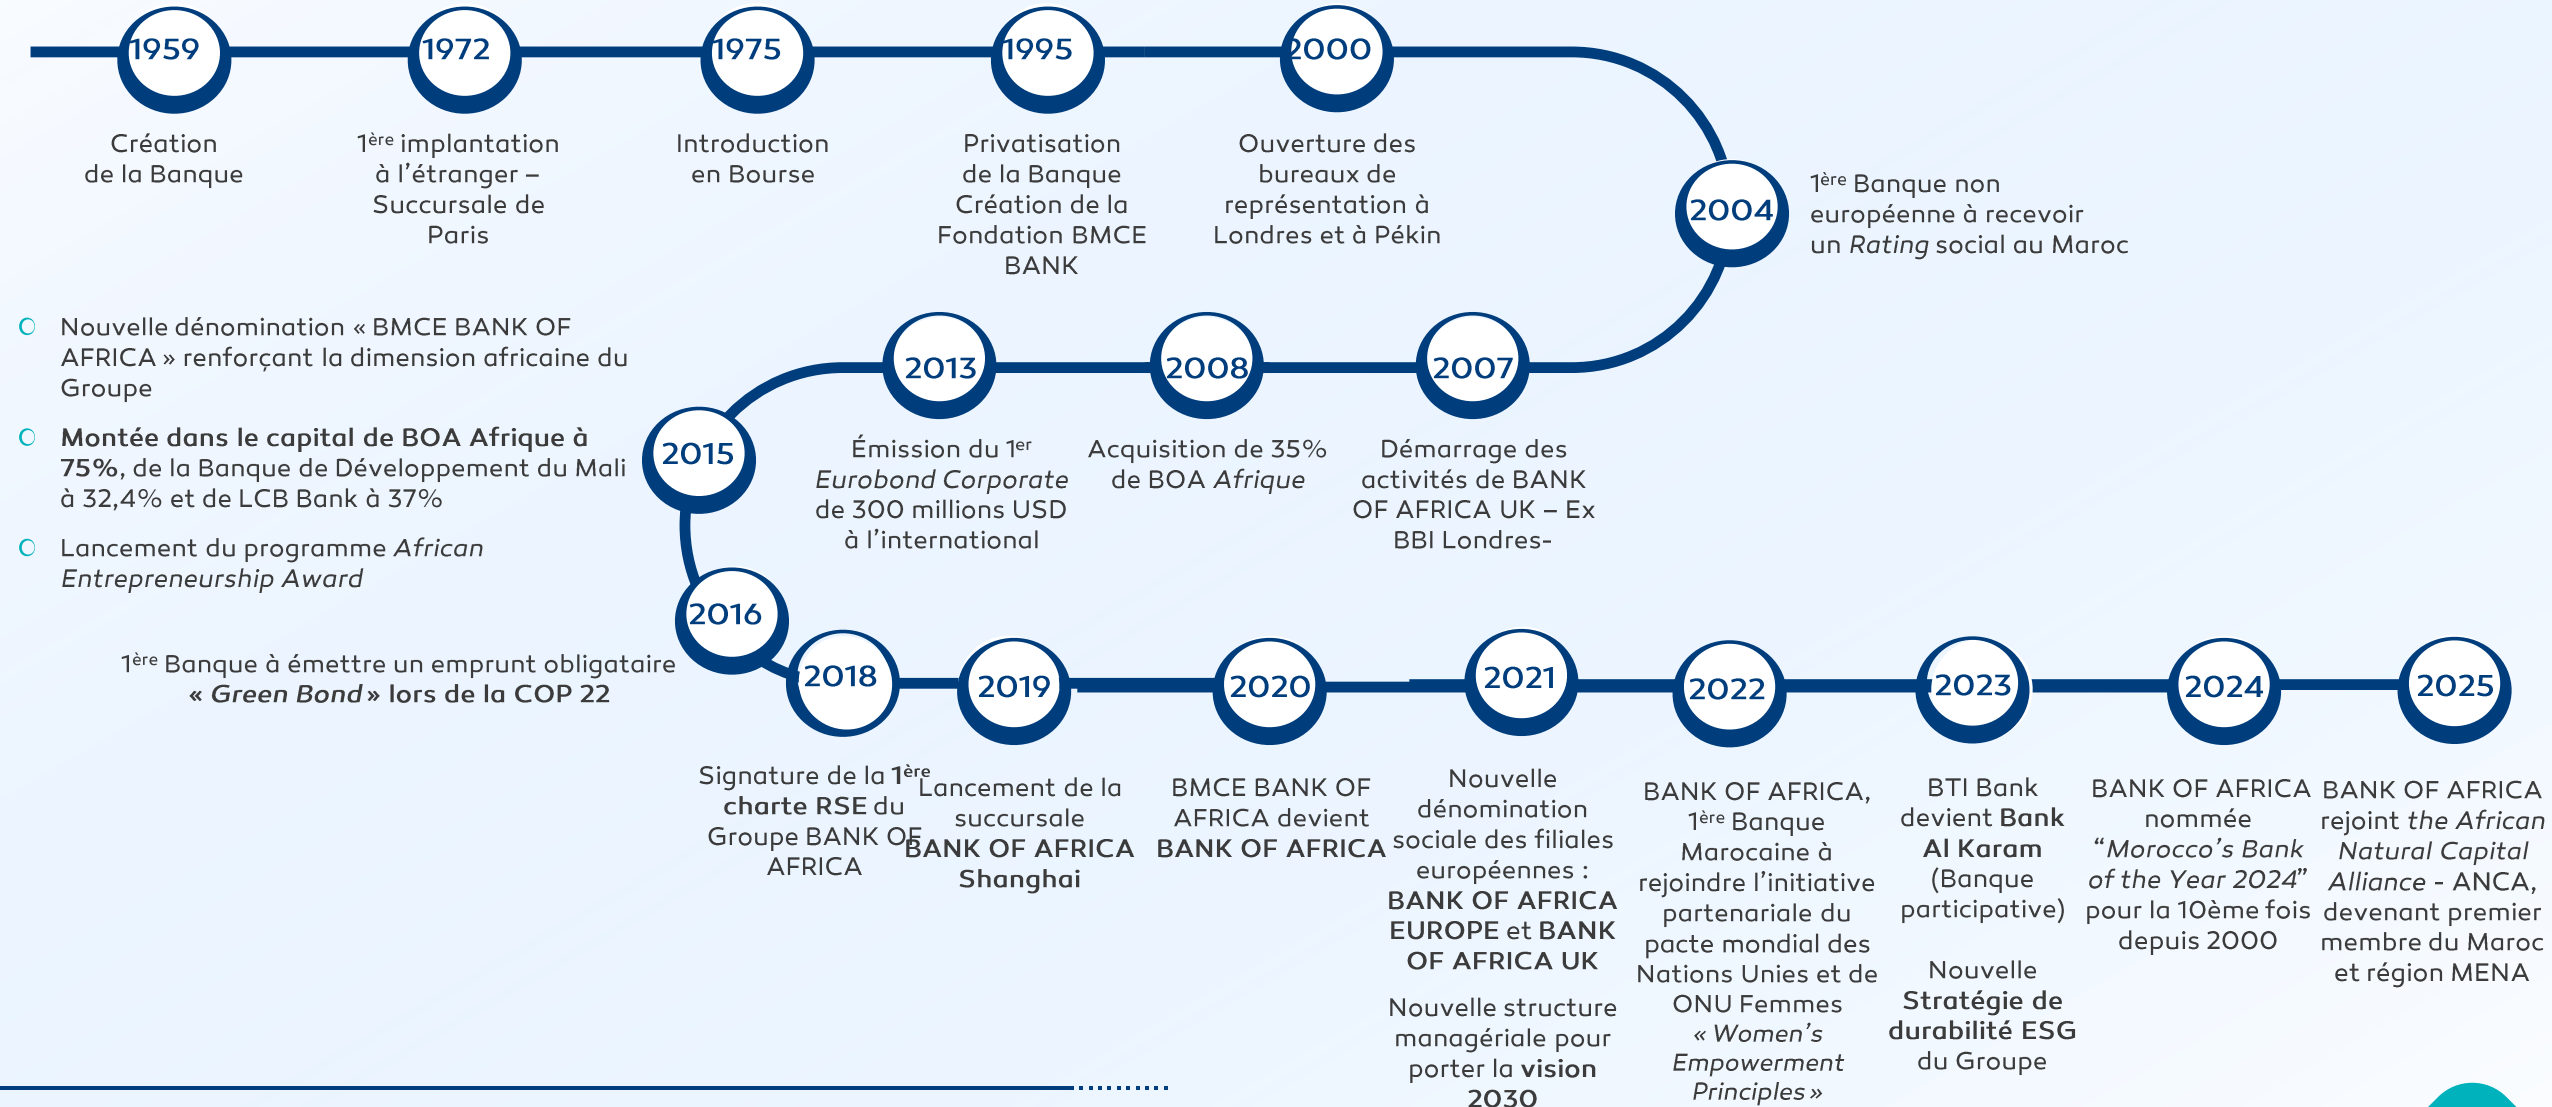 1959
Création
de la Banque
1972
1ère implantation
à l'étranger –
Succursale de
Paris
1975
Introduction
en Bourse
1995
Privatisation
de la Banque
Création de la
Fondation BMCE
BANK
2000
Ouverture des
bureaux de
représentation à
Londres et à Pékin
2004
1ère Banque non
européenne à recevoir
un Rating social au Maroc
2007
Démarrage des
activités de BANK
OF AFRICA UK – Ex
BBI Londres-
2008
Acquisition de 35%
de BOA Afrique
2013
Émission du 1er
Eurobond Corporate
de 300 millions USD
à l'international
2015
Nouvelle dénomination « BMCE BANK OF
AFRICA » renforçant la dimension africaine du
Groupe
Montée dans le capital de BOA Afrique à
75%, de la Banque de Développement du Mali
à 32,4% et de LCB Bank à 37%
Lancement du programme African
Entrepreneurship Award
2016
1ère Banque à émettre un emprunt obligataire
« Green Bond » lors de la COP 22
2018
Signature de la 1ère
charte RSE du
Groupe BANK OF
AFRICA
2019
Lancement de la
succursale
BANK OF AFRICA
Shanghai
2020
BMCE BANK OF
AFRICA devient
BANK OF AFRICA
2021
Nouvelle
dénomination
sociale des filiales
européennes :
BANK OF AFRICA
EUROPE et BANK
OF AFRICA UK
Nouvelle structure
managériale pour
porter la vision
2030
2022
BANK OF AFRICA,
1ère Banque
Marocaine à
rejoindre l'initiative
partenariale du
pacte mondial des
Nations Unies et de
ONU Femmes
« Women's
Empowerment
Principles »
2023
BTI Bank
devient Bank
Al Karam
(Banque
participative)
Nouvelle
Stratégie de
durabilité ESG
du Groupe
2024
BANK OF AFRICA
nommée
“Morocco's Bank
of the Year 2024”
pour la 10ème fois
depuis 2000
2025
BANK OF AFRICA
rejoint the African
Natural Capital
Alliance - ANCA,
devenant premier
membre du Maroc
et région MENA